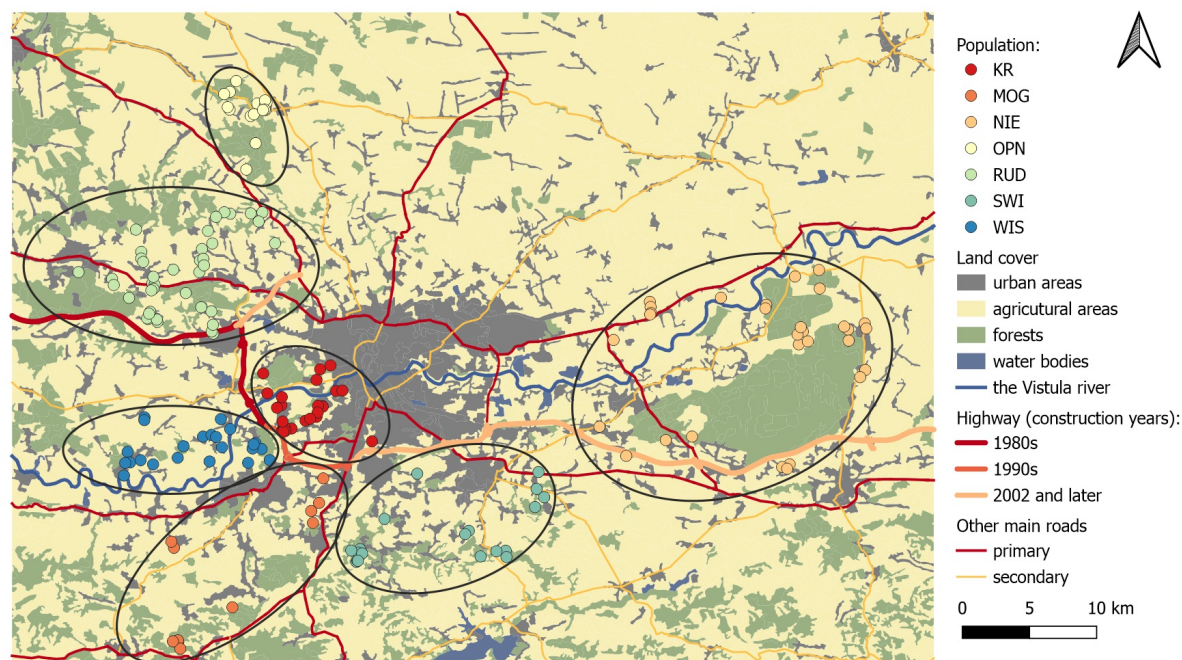 Population:
KR
MOG
NIE
OPN
RUD
SWI
WIS
Land cover
urban areas
agricutural areas
forests
water bodies
the Vistula river
Highway (construction years):
1980s
1990s
2002 and later
Other main roads
primary
secondary
0 5 10 km